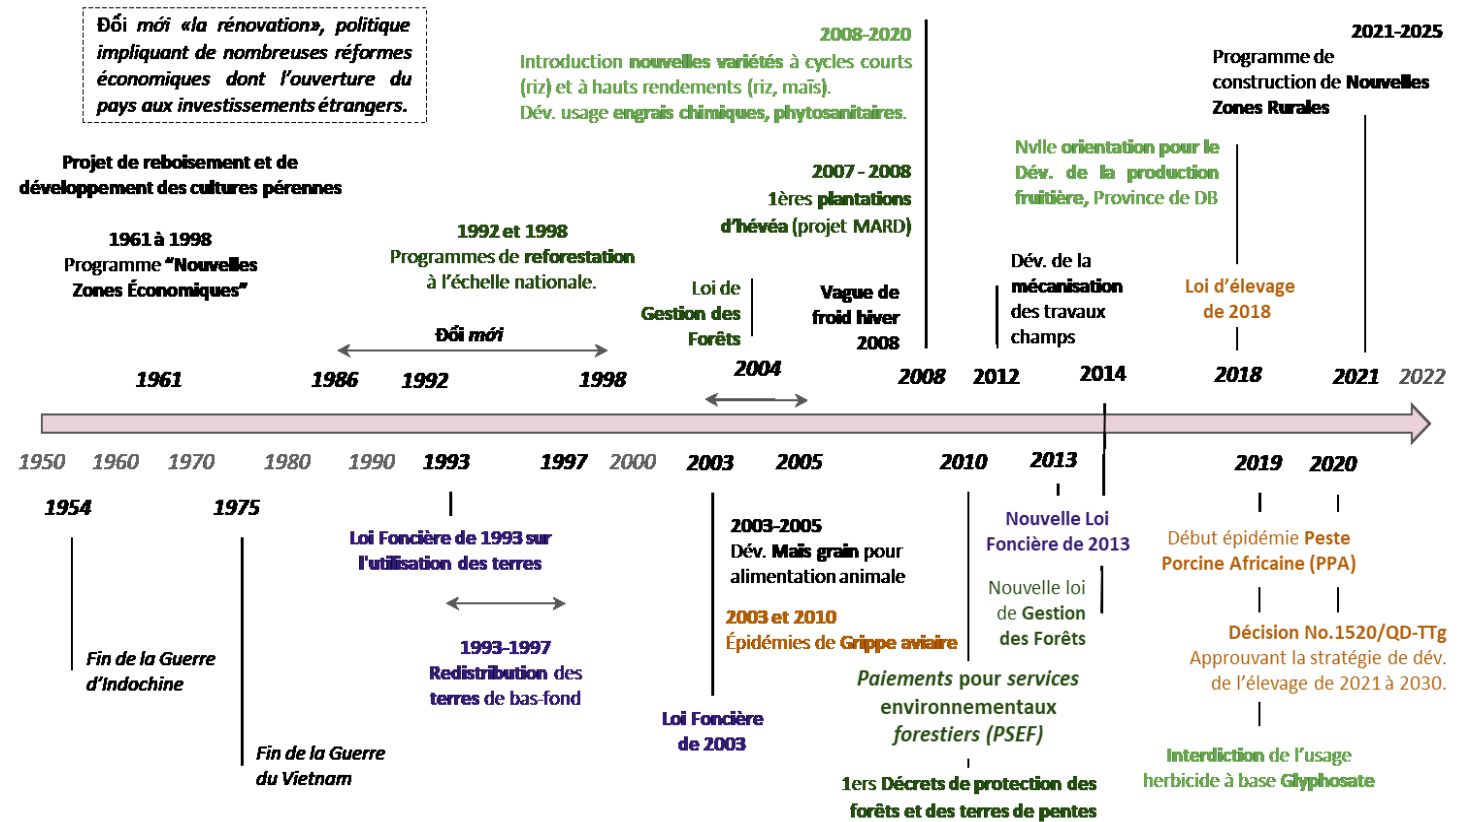 Đổi mới «la rénovation», politique
impliquant de nombreuses réformes
économiques dont l’ouverture du
pays aux investissements étrangers.
Projet de reboisement et de
développement des cultures pérennes
1961 à 1998
Programme “Nouvelles
Zones Économiques”
1992 et 1998
Programmes de reforestation
à l’échelle nationale.
Đổi mới
2008-2020
Introduction nouvelles variétés à cycles courts
(riz) et à hauts rendements (riz, maïs).
Dév. usage engrais chimiques, phytosanitaires.
2007 - 2008
1ères plantations
d’hévéa (projet MARD)
Loi de
Gestion des
Forêts
Vague de
froid hiver
2008
Dév. de la
mécanisation
des travaux
champs
Nvlle orientation pour le
Dév. de la production
fruitière, Province de DB
Loi d’élevage
de 2018
2021-2025
Programme de
construction de Nouvelles
Zones Rurales
1961 1986 1992 1998 2004 2008 2012 2014 2018 2021 2022
1950 1960 1970 1980 1990 1993 1997 2000 2003 2005 2010 2013 2019 2020
1954 1975
Fin de la Guerre
d’Indochine
Fin de la Guerre
du Vietnam
Loi Foncière de 1993 sur
l'utilisation des terres
1993-1997
Redistribution des
terres de bas-fond
2003-2005
Dév. Maïs grain pour
alimentation animale
2003 et 2010
Épidémies de Grippe aviaire
Loi Foncière
de 2003
Nouvelle Loi
Foncière de 2013
Nouvelle loi
de Gestion
des Forêts
Paiements pour services
environnementaux
forestiers (PSEF)
1ers Décrets de protection des
forêts et des terres de pentes
Début épidémie Peste
Porcine Africaine (PPA)
Décision No.1520/QD-TTg
Approuvant la stratégie de dév.
de l’élevage de 2021 à 2030.
Interdiction de l’usage
herbicide à base Glyphosate